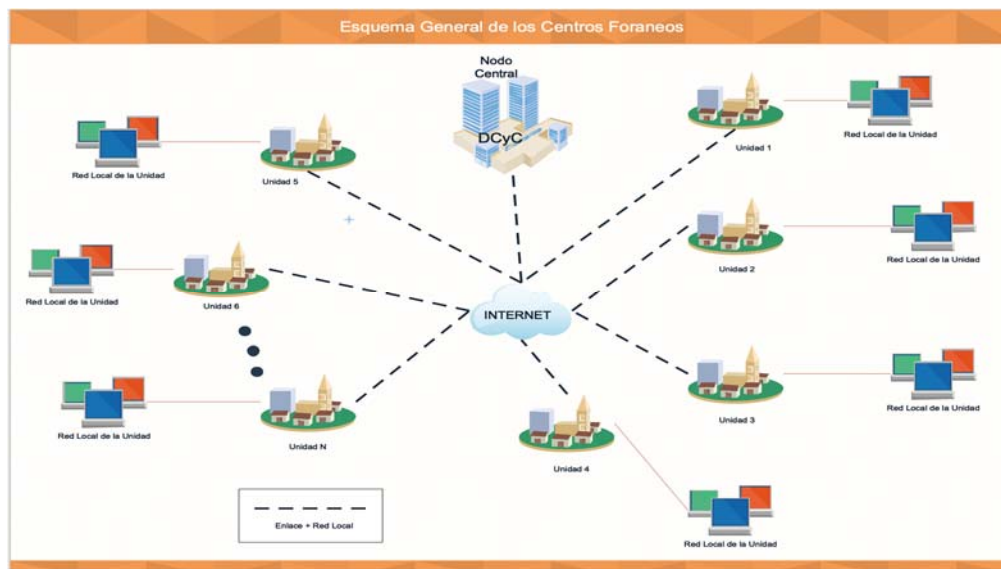 Esquema General de los Centros Foraneos
Nodo
Central
DCyC
Unidad 1
Red Local de la Unidad
Red Local de la Unidad
Unidad 5
Unidad 2
Red Local de la Unidad
Red Local de la Unidad
Unidad 6
INTERNET
Unidad 3
Red Local de la Unidad
Red Local de la Unidad
Unidad N
Unidad 4
Enlace + Red Local
Red Local de la Unidad